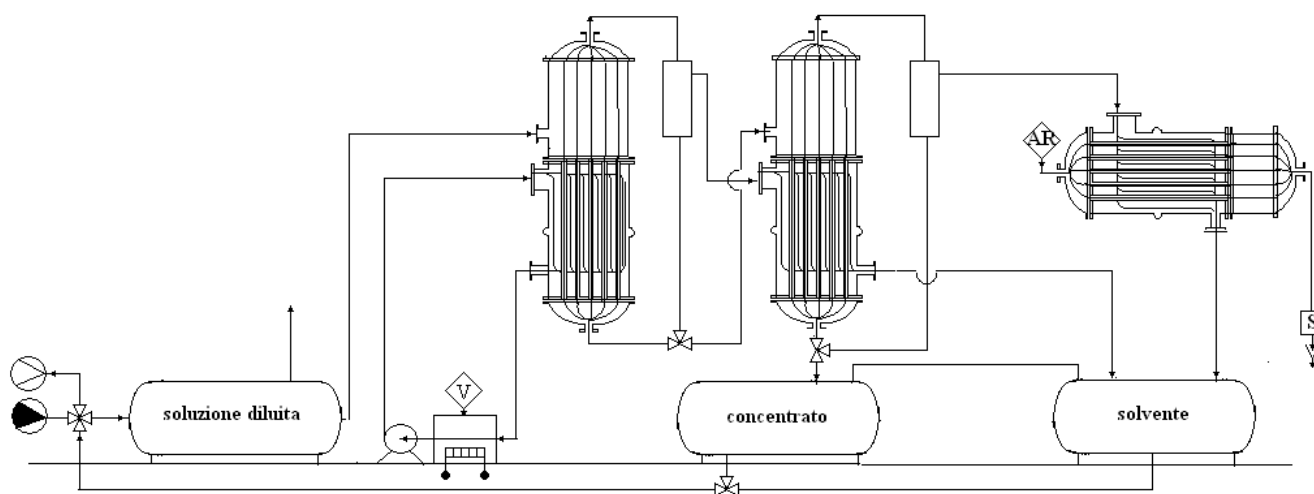 AR
S
V
soluzione diluita
concentrato
solvente